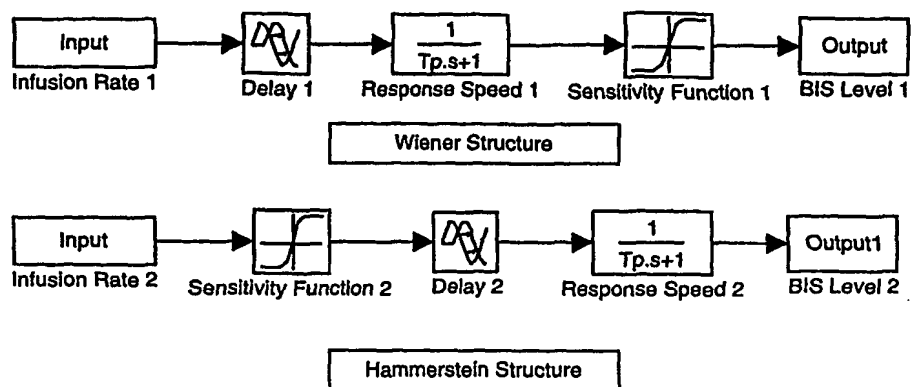 Input
1
Tp.s+1
Output
Infusion Rate 1
Delay 1
Response Speed 1
Sensitivity Function 1
BIS Level 1
Wiener Structure
Input
1
Tp.s+1
Output1
Infusion Rate 2
Sensitivity Function 2
Delay 2
Response Speed 2
BIS Level 2
Hammerstein Structure